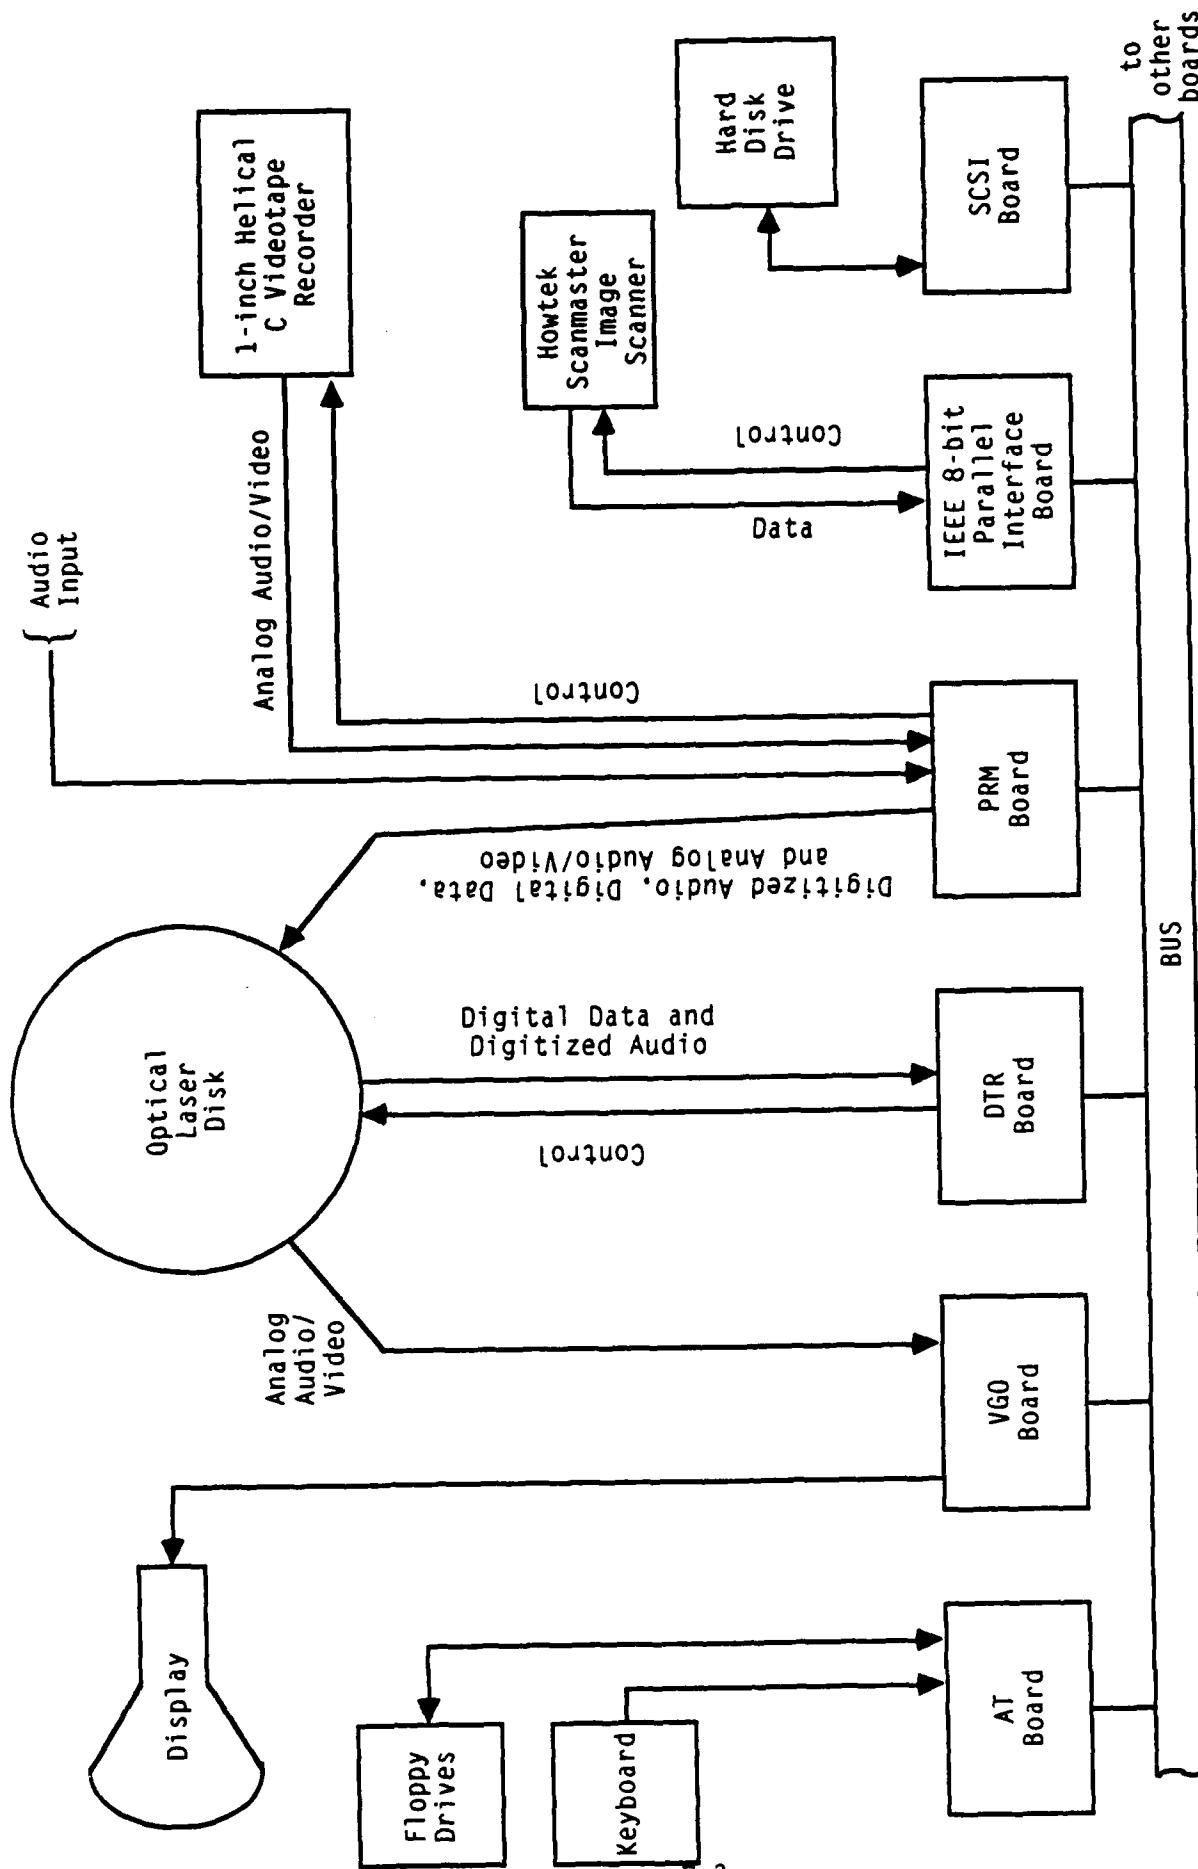 Display
Floppy
Drives
Keyboard
AT
Board
Analog
Audio/
Video
VGO
Board
Optical
Laser
Disk
Control
Digital Data and
Digitized Audio
DTR
Board
Digitized Audio, Digital Data,
and Analog Audio/Video
PRM
Board
Audio
Input
Analog Audio/Video
Control
1-inch Helical
C Videotape
Recorder
Howtek
Scanmaster
Image
Scanner
Data
Control
IEEE 8-bit
Parallel
Interface
Board
Hard
Disk
Drive
SCSI
Board
BUS
to
other
boards